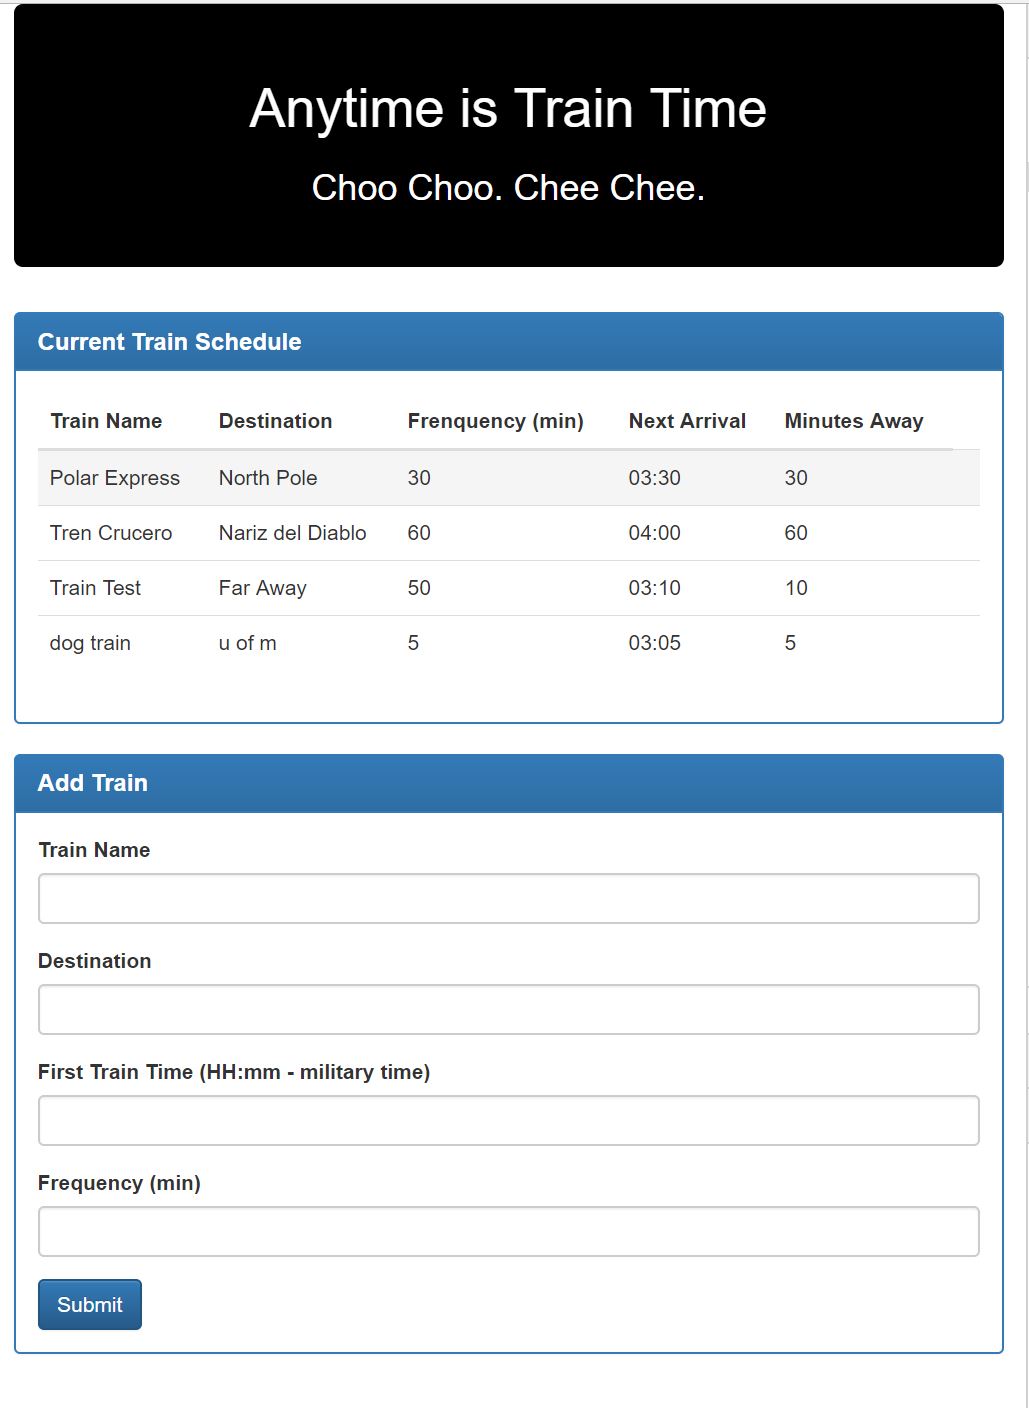 Anytime is Train Time
Choo Choo. Chee Chee.
Current Train Schedule
Train Name Destination Frenquency (min) Next Arrival Minutes Away
Polar Express North Pole 30 03:30 30
Tren Crucero Nariz del Diablo 60 04:00 60
Train Test Far Away 50 03:10 10
dog train u of m 5 03:05 5
Add Train
Train Name
Destination
First Train Time (HH:mm - military time)
Frequency (min)
Submit